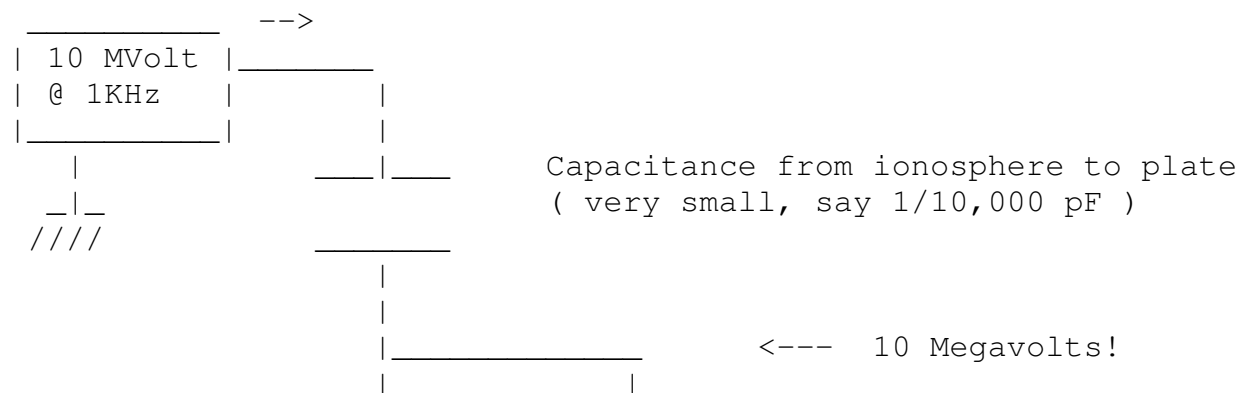 -->
10 MVolt
@ 1KHz
Capacitance from ionosphere to plate
( very small, say 1/10,000 pF )
////
<--- 10 Megavolts!